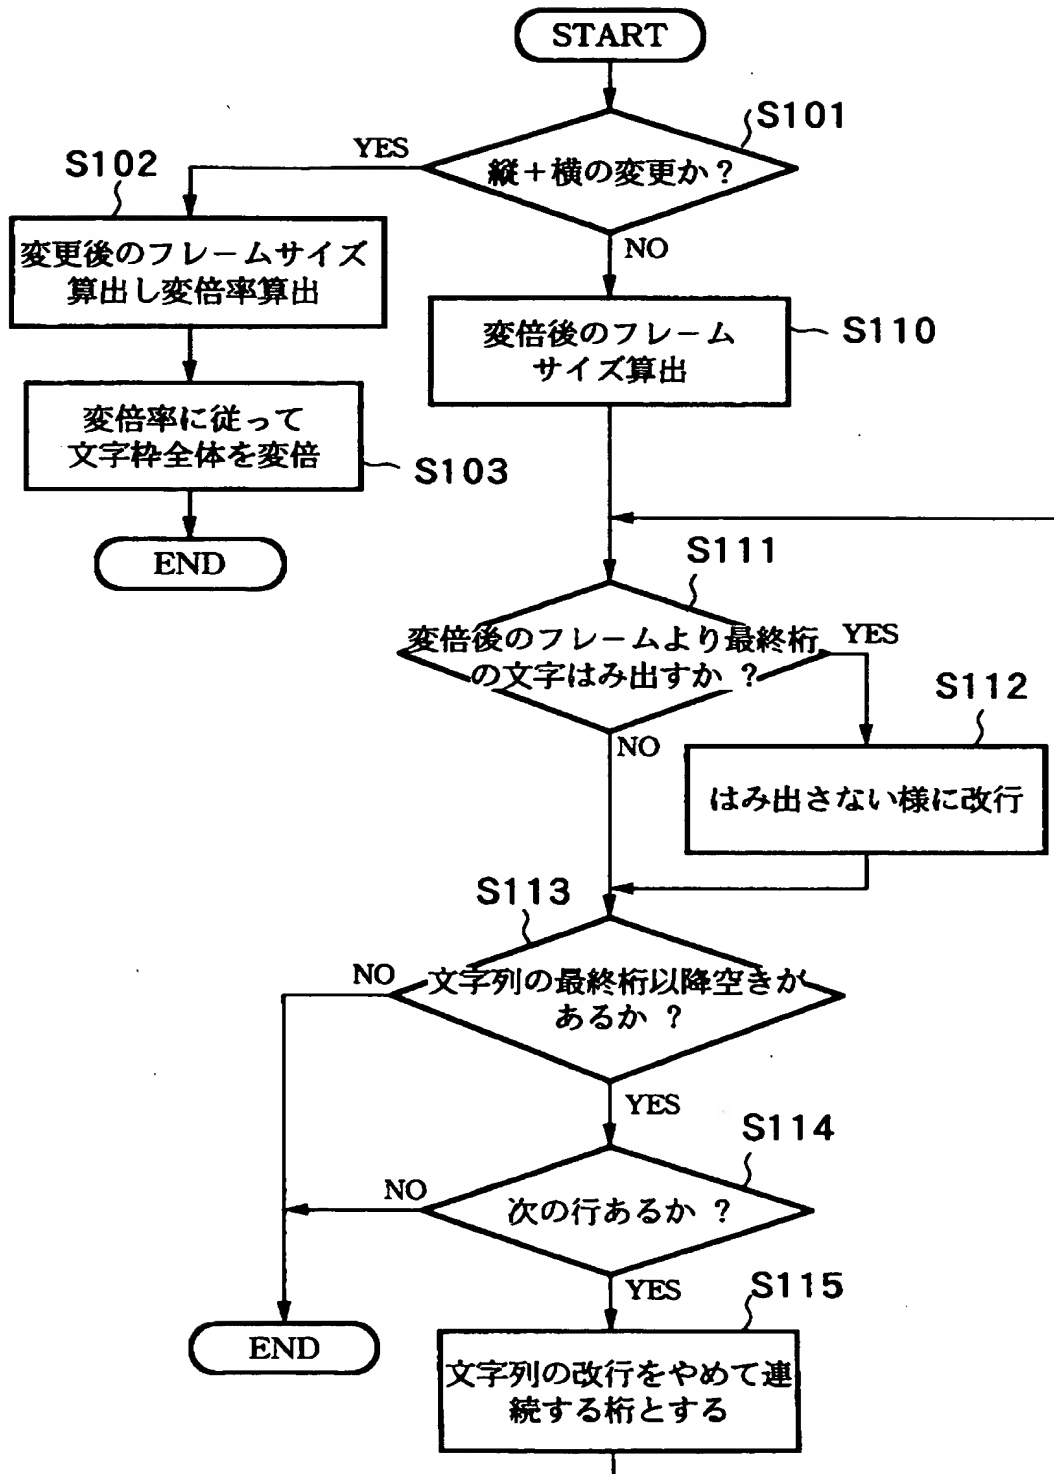 START
S101
縦＋横の変更か？
YES
NO
S102
変更後のフレームサイズ
算出し変倍率算出
S110
変倍後のフレーム
サイズ算出
変倍率に従って
文字枠全体を変倍
S103
END
S111
変倍後のフレームより最終桁
の文字はみ出すか ？
YES
NO
S112
はみ出さない様に改行
S113
文字列の最終桁以降空きが
あるか ？
NO
YES
S114
次の行あるか ？
NO
YES
S115
文字列の改行をやめて連
続する桁とする
END